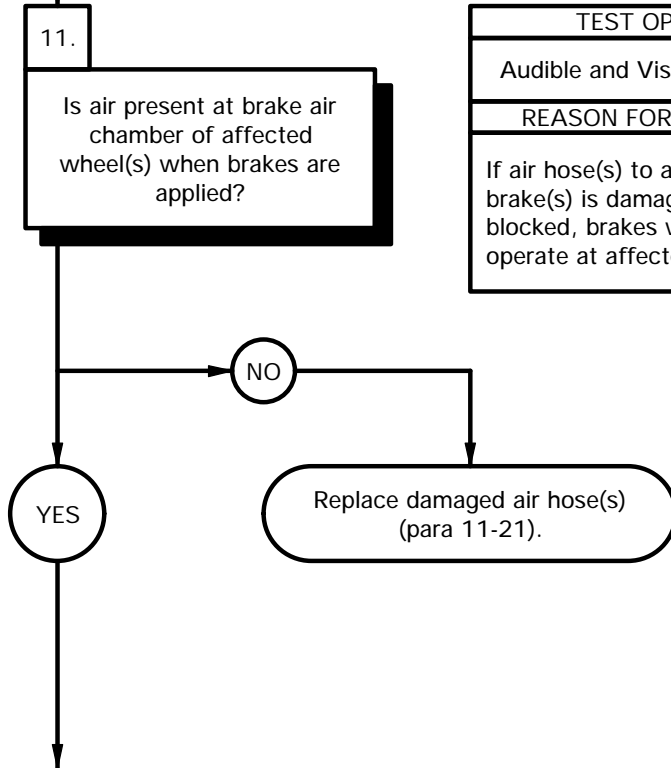 11.
Is air present at brake air
chamber of affected
wheel(s) when brakes are
applied?
TEST OP
Audible and Vis
REASON FOR
If air hose(s) to a
brake(s) is damag
blocked, brakes w
operate at affect
NO
YES
Replace damaged air hose(s)
(para 11-21).